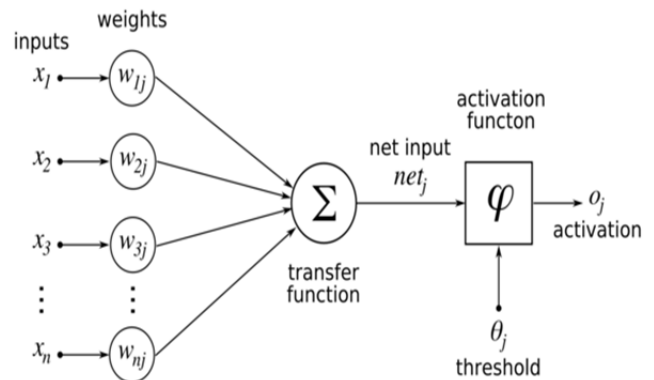 weights
inputs
x1
w1j
x2
w2j
x3
w3j
⋮
⋮
xn
wnj
Σ
transfer
function
net input
netj
activation
functon
φ
oj
activation
θj
threshold